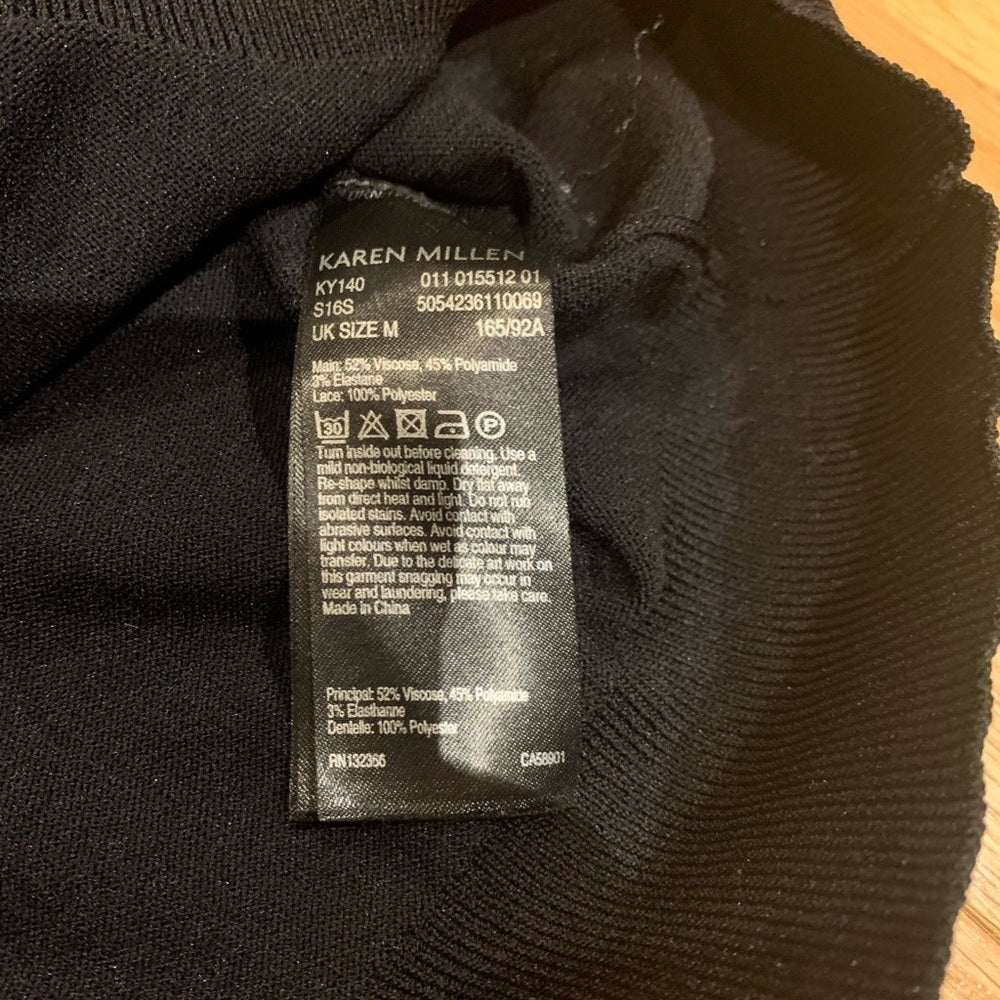 KAREN MILLEN
KY140 011 015512 01
S16S 5054236110069
UK SIZE M 165/92A
Main: 52% Viscose, 45% Polyamide
3% Elastane
Lace: 100% Polyester
30 P
Turn inside out before cleaning. Use a
mild non-biological liquid detergent.
Re-shape whilst damp. Dry flat away
from direct heat and light. Do not rub
isolated stains. Avoid contact with
abrasive surfaces. Avoid contact with
light colours when wet as colour may
transfer. Due to the delicate art work on
this garment snagging may occur in
wear and laundering, please take care.
Made in China
Principal: 52% Viscose, 45% Polyamide
3% Elasthanne
Dentelle: 100% Polyester
RN132366 CA58901